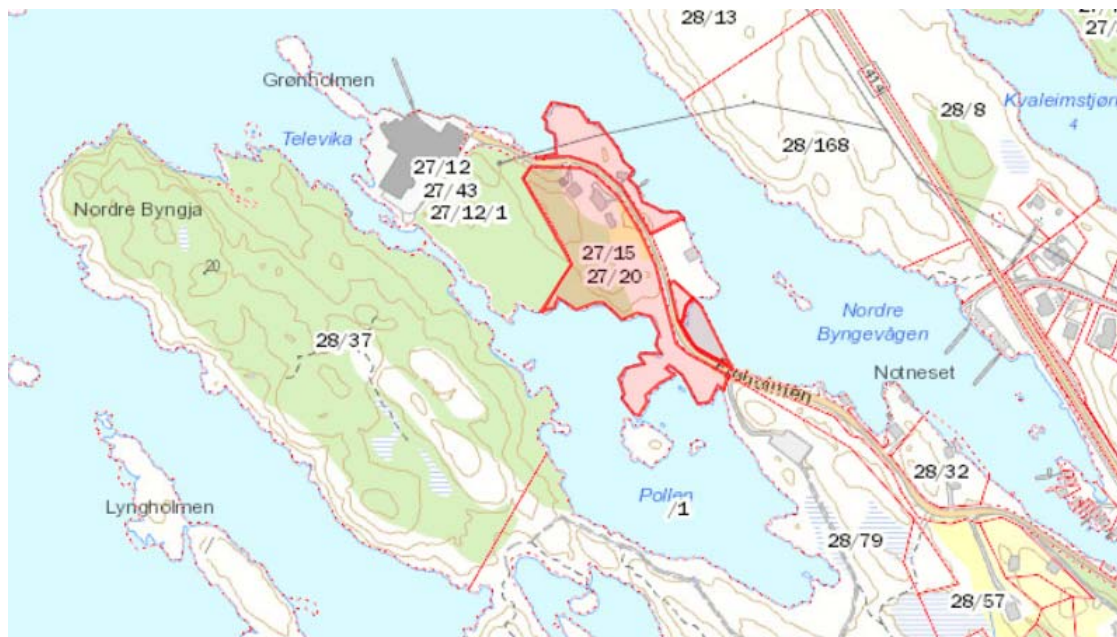 28/13
Grønholmen
414
Kvaleimstjørn
4
28/8
Televika
28/168
27/12
27/43
27/12/1
Nordre Byngja
27/15
27/20
20
Nordre
Byngevågen
28/37
Notneset
28/32
Lyngholmen
Pollen
/1
28/79
28/57